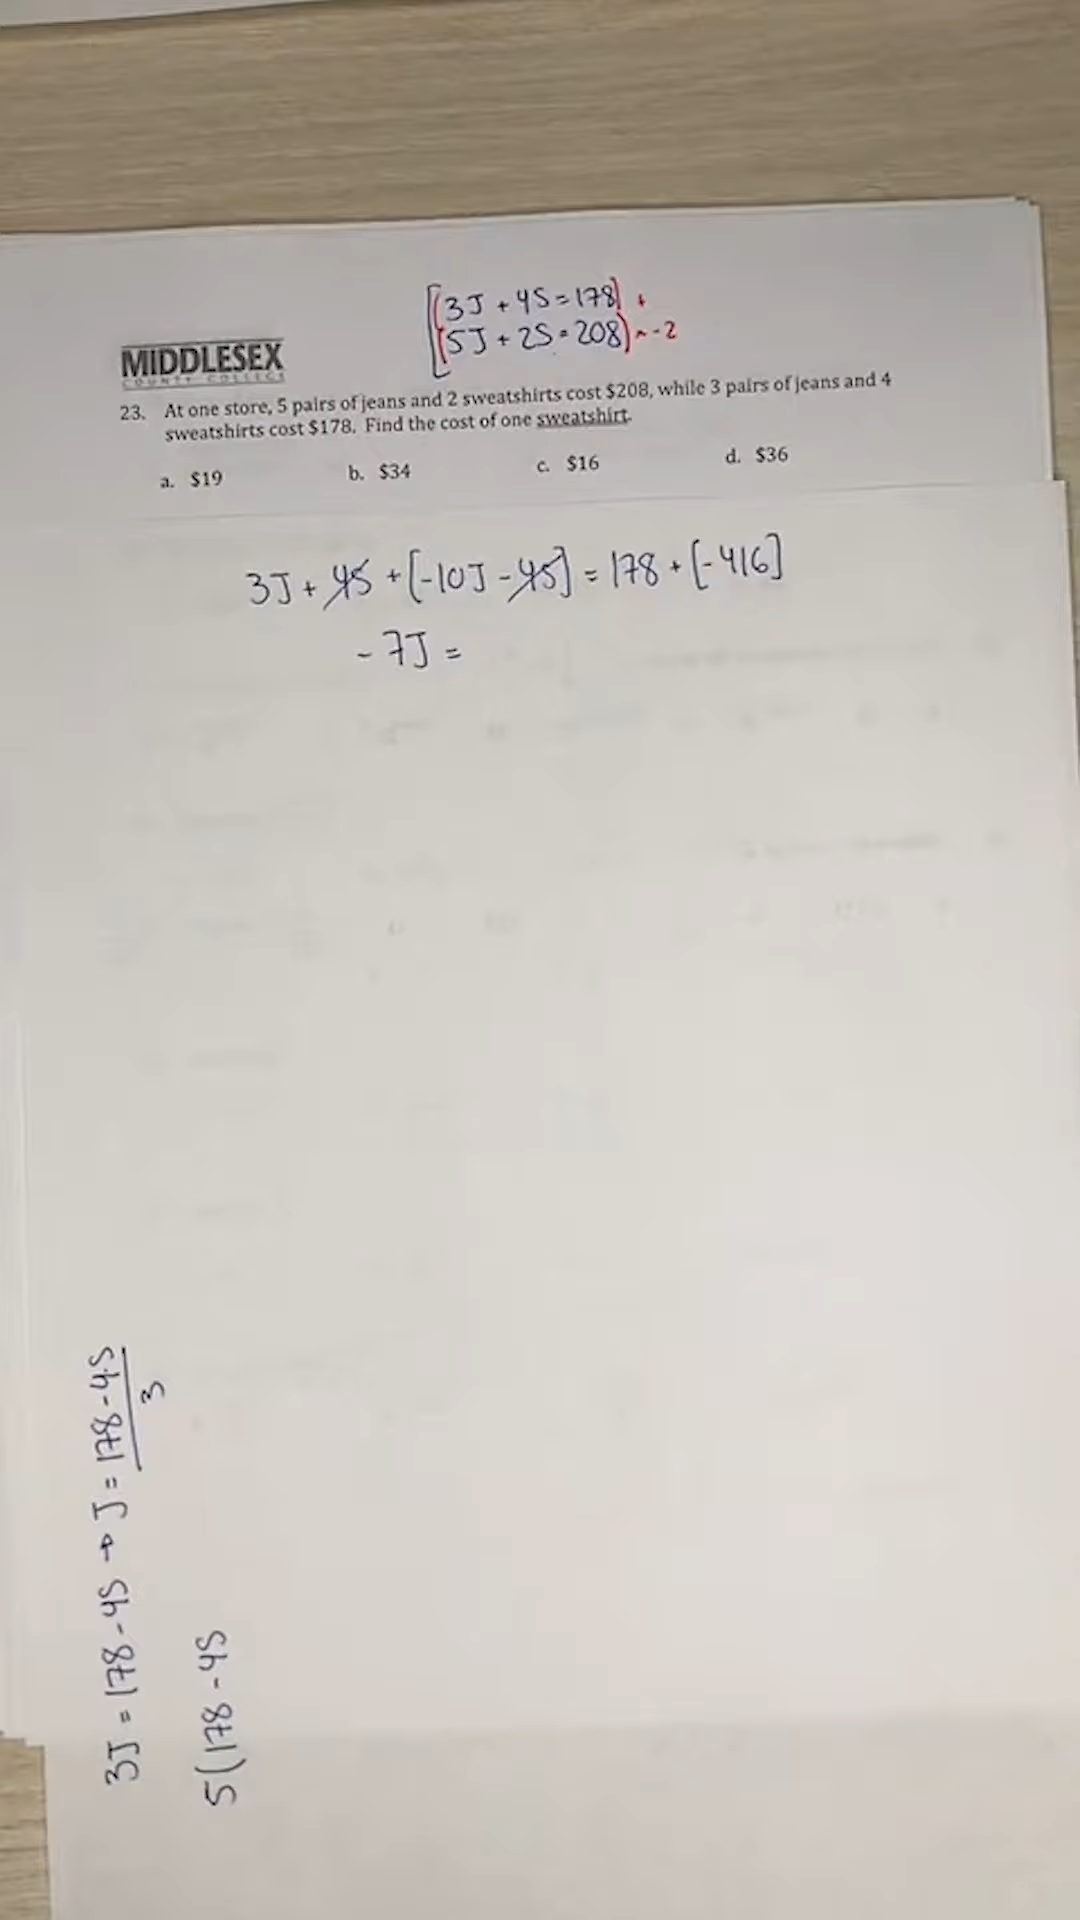 [(3J + 4S = 178) +
[(5J + 2S = 208) ~ -2
MIDDLESEX
COUNTY COLLEGE
23. At one store, 5 pairs of jeans and 2 sweatshirts cost $208, while 3 pairs of jeans and 4
sweatshirts cost $178. Find the cost of one sweatshirt.
a. $19 b. $34 c. $16 d. $36
3J + 4S + [-10J - 4S] = 178 + [-416]
- 7J =
3J = 178 - 4S → J = 178 - 4S
3
5(178 - 4S